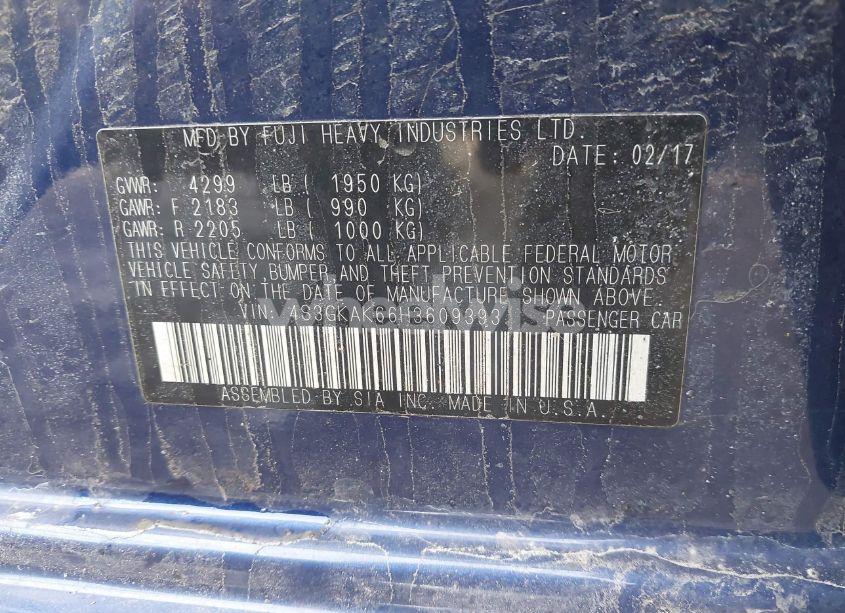 MFD BY FUJI HEAVY INDUSTRIES LTD.
DATE: 02/17
GVWR: 4299 LB ( 1950 KG)
GAWR: F 2183 LB ( 990 KG)
GAWR: R 2205 LB ( 1000 KG)
THIS VEHICLE CONFORMS TO ALL APPLICABLE FEDERAL MOTOR
VEHICLE SAFETY, BUMPER, AND THEFT PREVENTION STANDARDS
IN EFFECT ON THE DATE OF MANUFACTURE SHOWN ABOVE.
VIN 4S3GKAK66H3609393 PASSENGER CAR
ASSEMBLED BY SIA INC. MADE IN U.S.A.